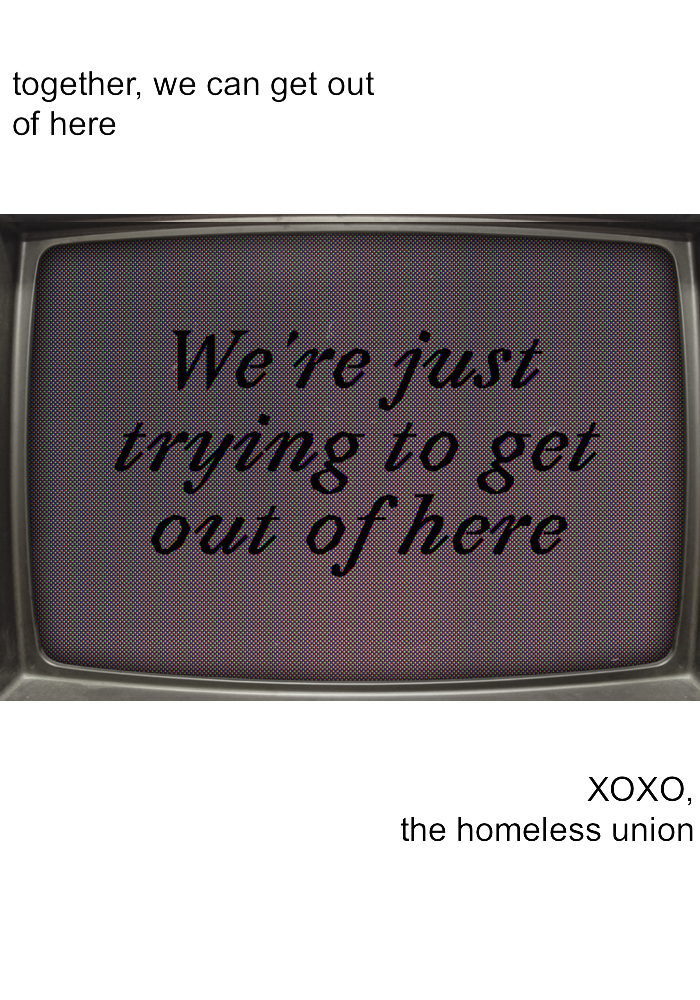 together, we can get out
of here
We're just
trying to get
out of here
XOXO,
the homeless union